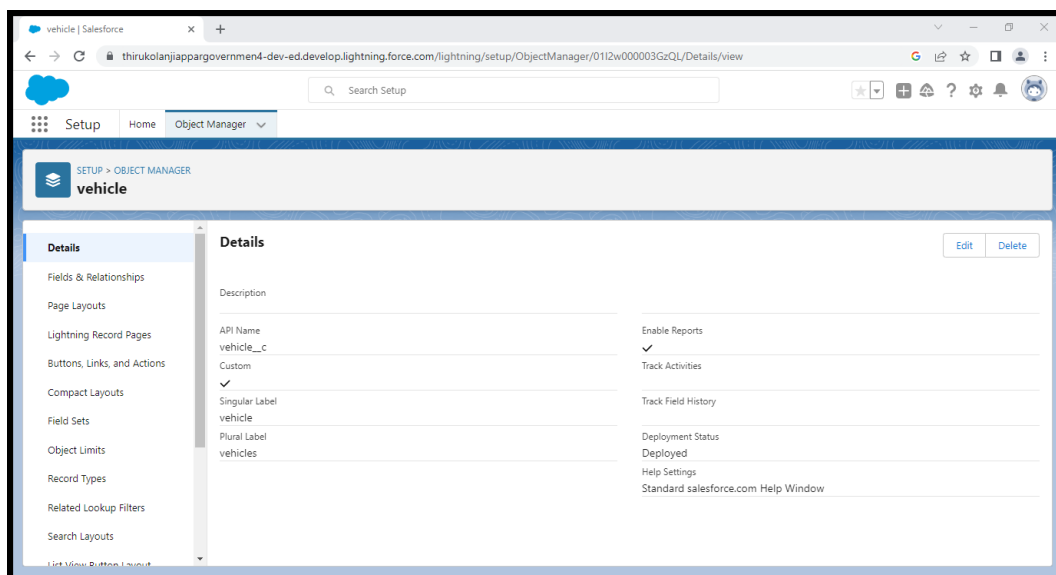 vehicle | Salesforce
thirukolanjiappargovernmen4-dev-ed.develop.lightning.force.com/lightning/setup/ObjectManager/01I2w000003GzQL/Details/view
Search Setup
Setup
Home
Object Manager
SETUP > OBJECT MANAGER
vehicle
Details
Fields & Relationships
Page Layouts
Lightning Record Pages
Buttons, Links, and Actions
Compact Layouts
Field Sets
Object Limits
Record Types
Related Lookup Filters
Search Layouts
List View Button Layout
Details
Edit
Delete
Description
API Name
vehicle__c
Custom
Singular Label
vehicle
Plural Label
vehicles
Enable Reports
Track Activities
Track Field History
Deployment Status
Deployed
Help Settings
Standard salesforce.com Help Window